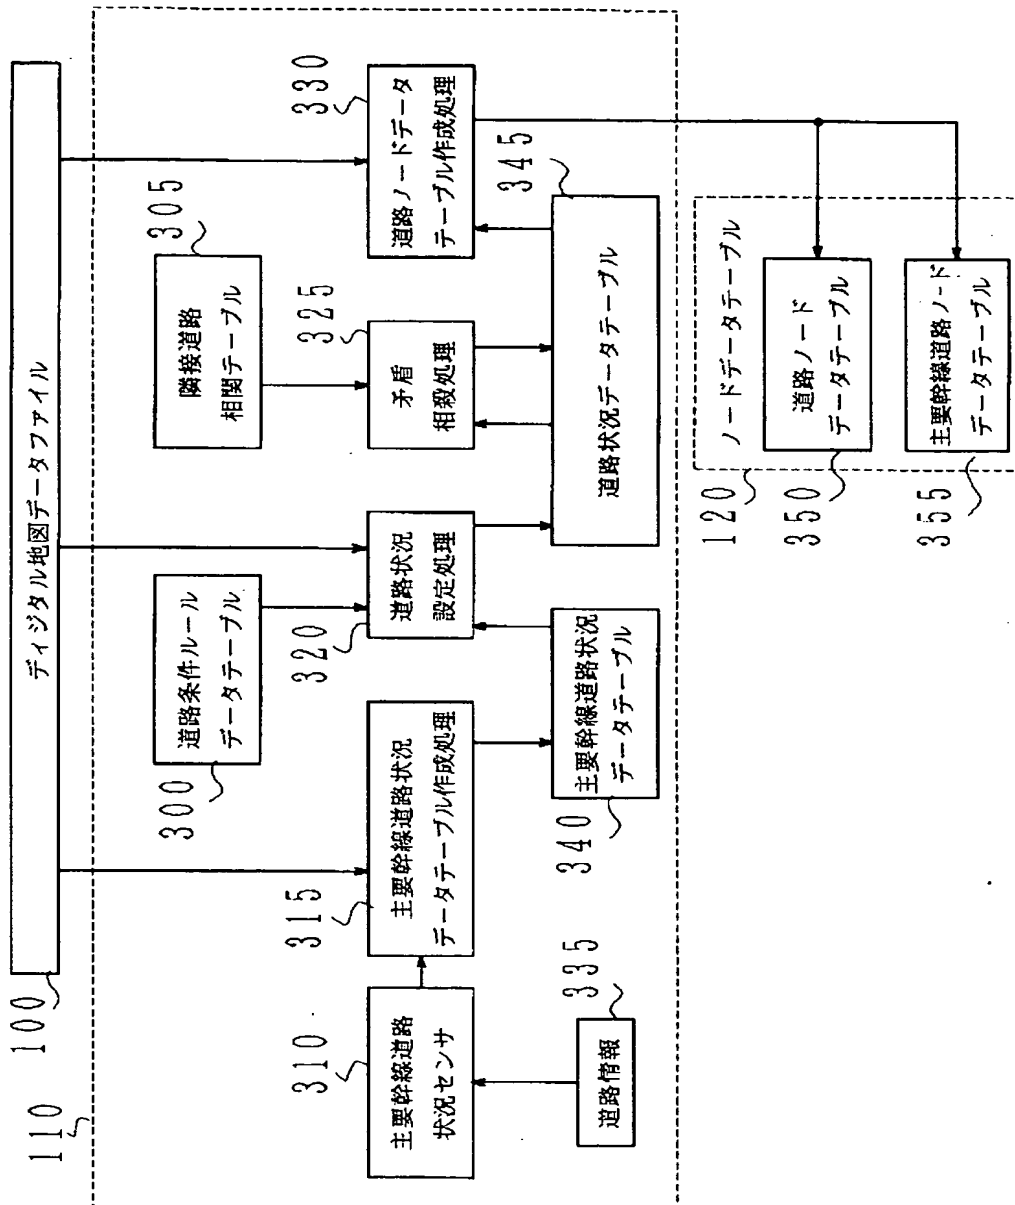 110
100
ディジタル地図データファイル
300
道路条件ルール
データテーブル
305
隣接道路
相関テーブル
310
主要幹線道路
状況センサ
315
主要幹線道路状況
データテーブル作成処理
320
道路状況
設定処理
325
矛盾
相殺処理
330
道路ノードデータ
テーブル作成処理
335
道路情報
340
主要幹線道路状況
データテーブル
345
道路状況データテーブル
120
ノードデータテーブル
350
道路ノード
データテーブル
355
主要幹線道路ノード
データテーブル